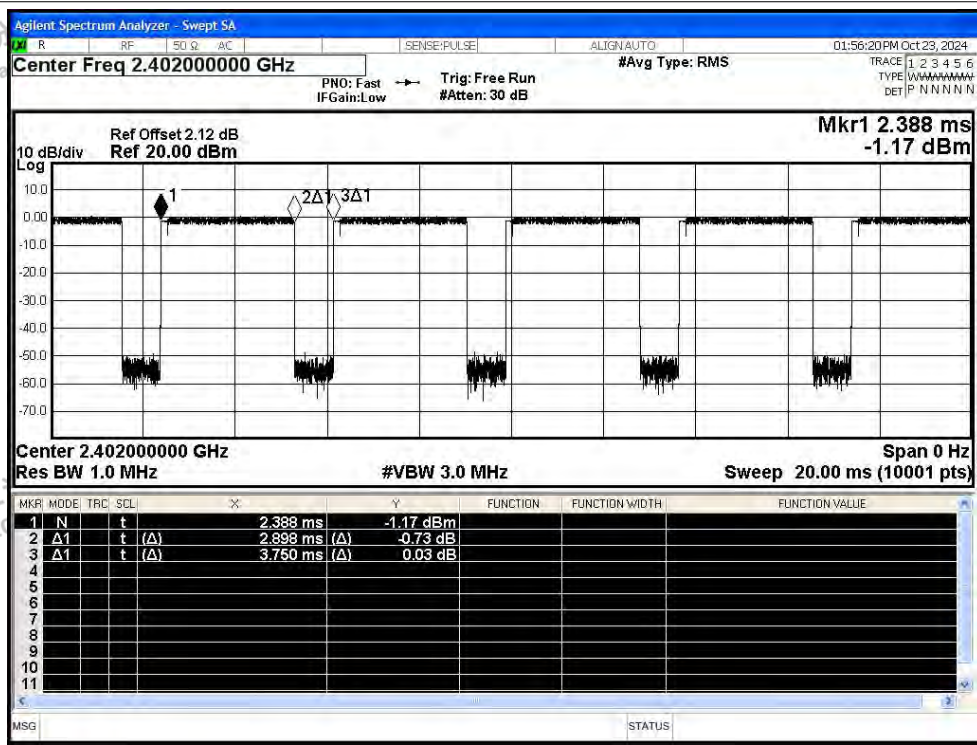 Agilent Spectrum Analyzer - Swept SA
R RF 50 Ω AC SENSE:PULSE ALIGN AUTO 01:56:20 PM Oct 23, 2024
Center Freq 2.402000000 GHz
#Avg Type: RMS
TRACE 1 2 3 4 5 6
PNO: Fast Trig: Free Run
TYPE
IFGain:Low #Atten: 30 dB
DET P N N N N N
Mkr1 2.388 ms
-1.17 dBm
Ref Offset 2.12 dB
10 dB/div Ref 20.00 dBm
Log
10.0
1 2Δ1 3Δ1
0.00
-10.0
-20.0
-30.0
-40.0
-50.0
-60.0
-70.0
Center 2.402000000 GHz Span 0 Hz
Res BW 1.0 MHz #VBW 3.0 MHz Sweep 20.00 ms (10001 pts)
MKR MODE TRC SCL X Y FUNCTION FUNCTION WIDTH FUNCTION VALUE
1 N t 2.388 ms -1.17 dBm
2 Δ1 t (Δ) 2.898 ms (Δ) -0.73 dB
3 Δ1 t (Δ) 3.750 ms (Δ) 0.03 dB
4
5
6
7
8
9
10
11
MSG STATUS